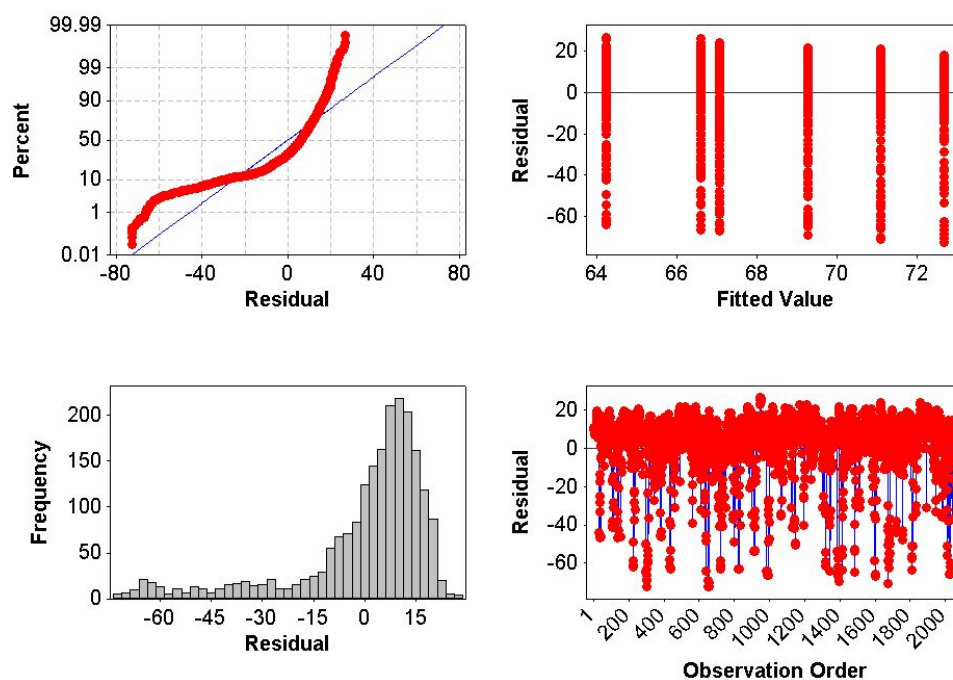 99.99
99
90
50
10
1
0.01
Percent
-80 -40 0 40 80
Residual
20
0
-20
-40
-60
Residual
64 66 68 70 72
Fitted Value
200
150
100
50
0
Frequency
-60 -45 -30 -15 0 15
Residual
20
0
-20
-40
-60
Residual
1 200 400 600 800 1000 1200 1400 1600 1800 2000
Observation Order